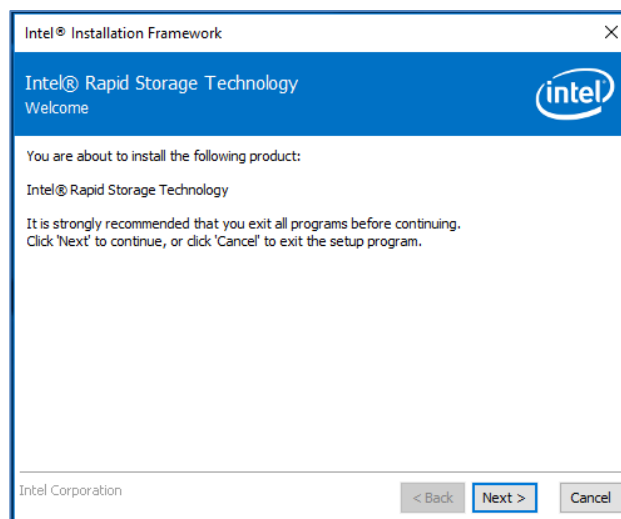 Intel® Installation Framework
Intel® Rapid Storage Technology
Welcome
intel
You are about to install the following product:
Intel® Rapid Storage Technology
It is strongly recommended that you exit all programs before continuing.
Click 'Next' to continue, or click 'Cancel' to exit the setup program.
Intel Corporation
< Back
Next >
Cancel